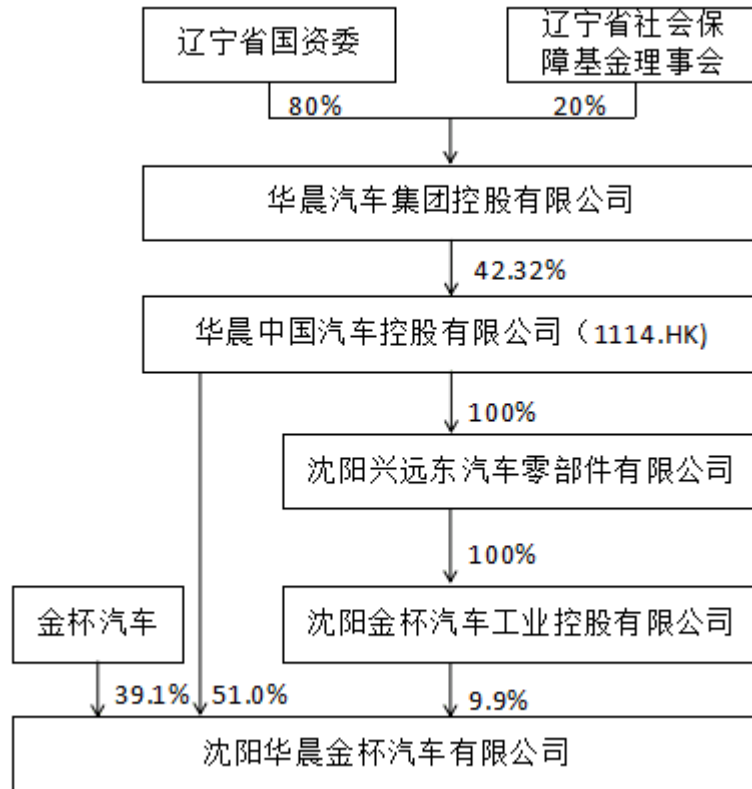 辽宁省国资委
辽宁省社会保
障基金理事会
80%
20%
华晨汽车集团控股有限公司
42.32%
华晨中国汽车控股有限公司（1114.HK)
100%
沈阳兴远东汽车零部件有限公司
100%
金杯汽车
沈阳金杯汽车工业控股有限公司
39.1%
51.0%
9.9%
沈阳华晨金杯汽车有限公司